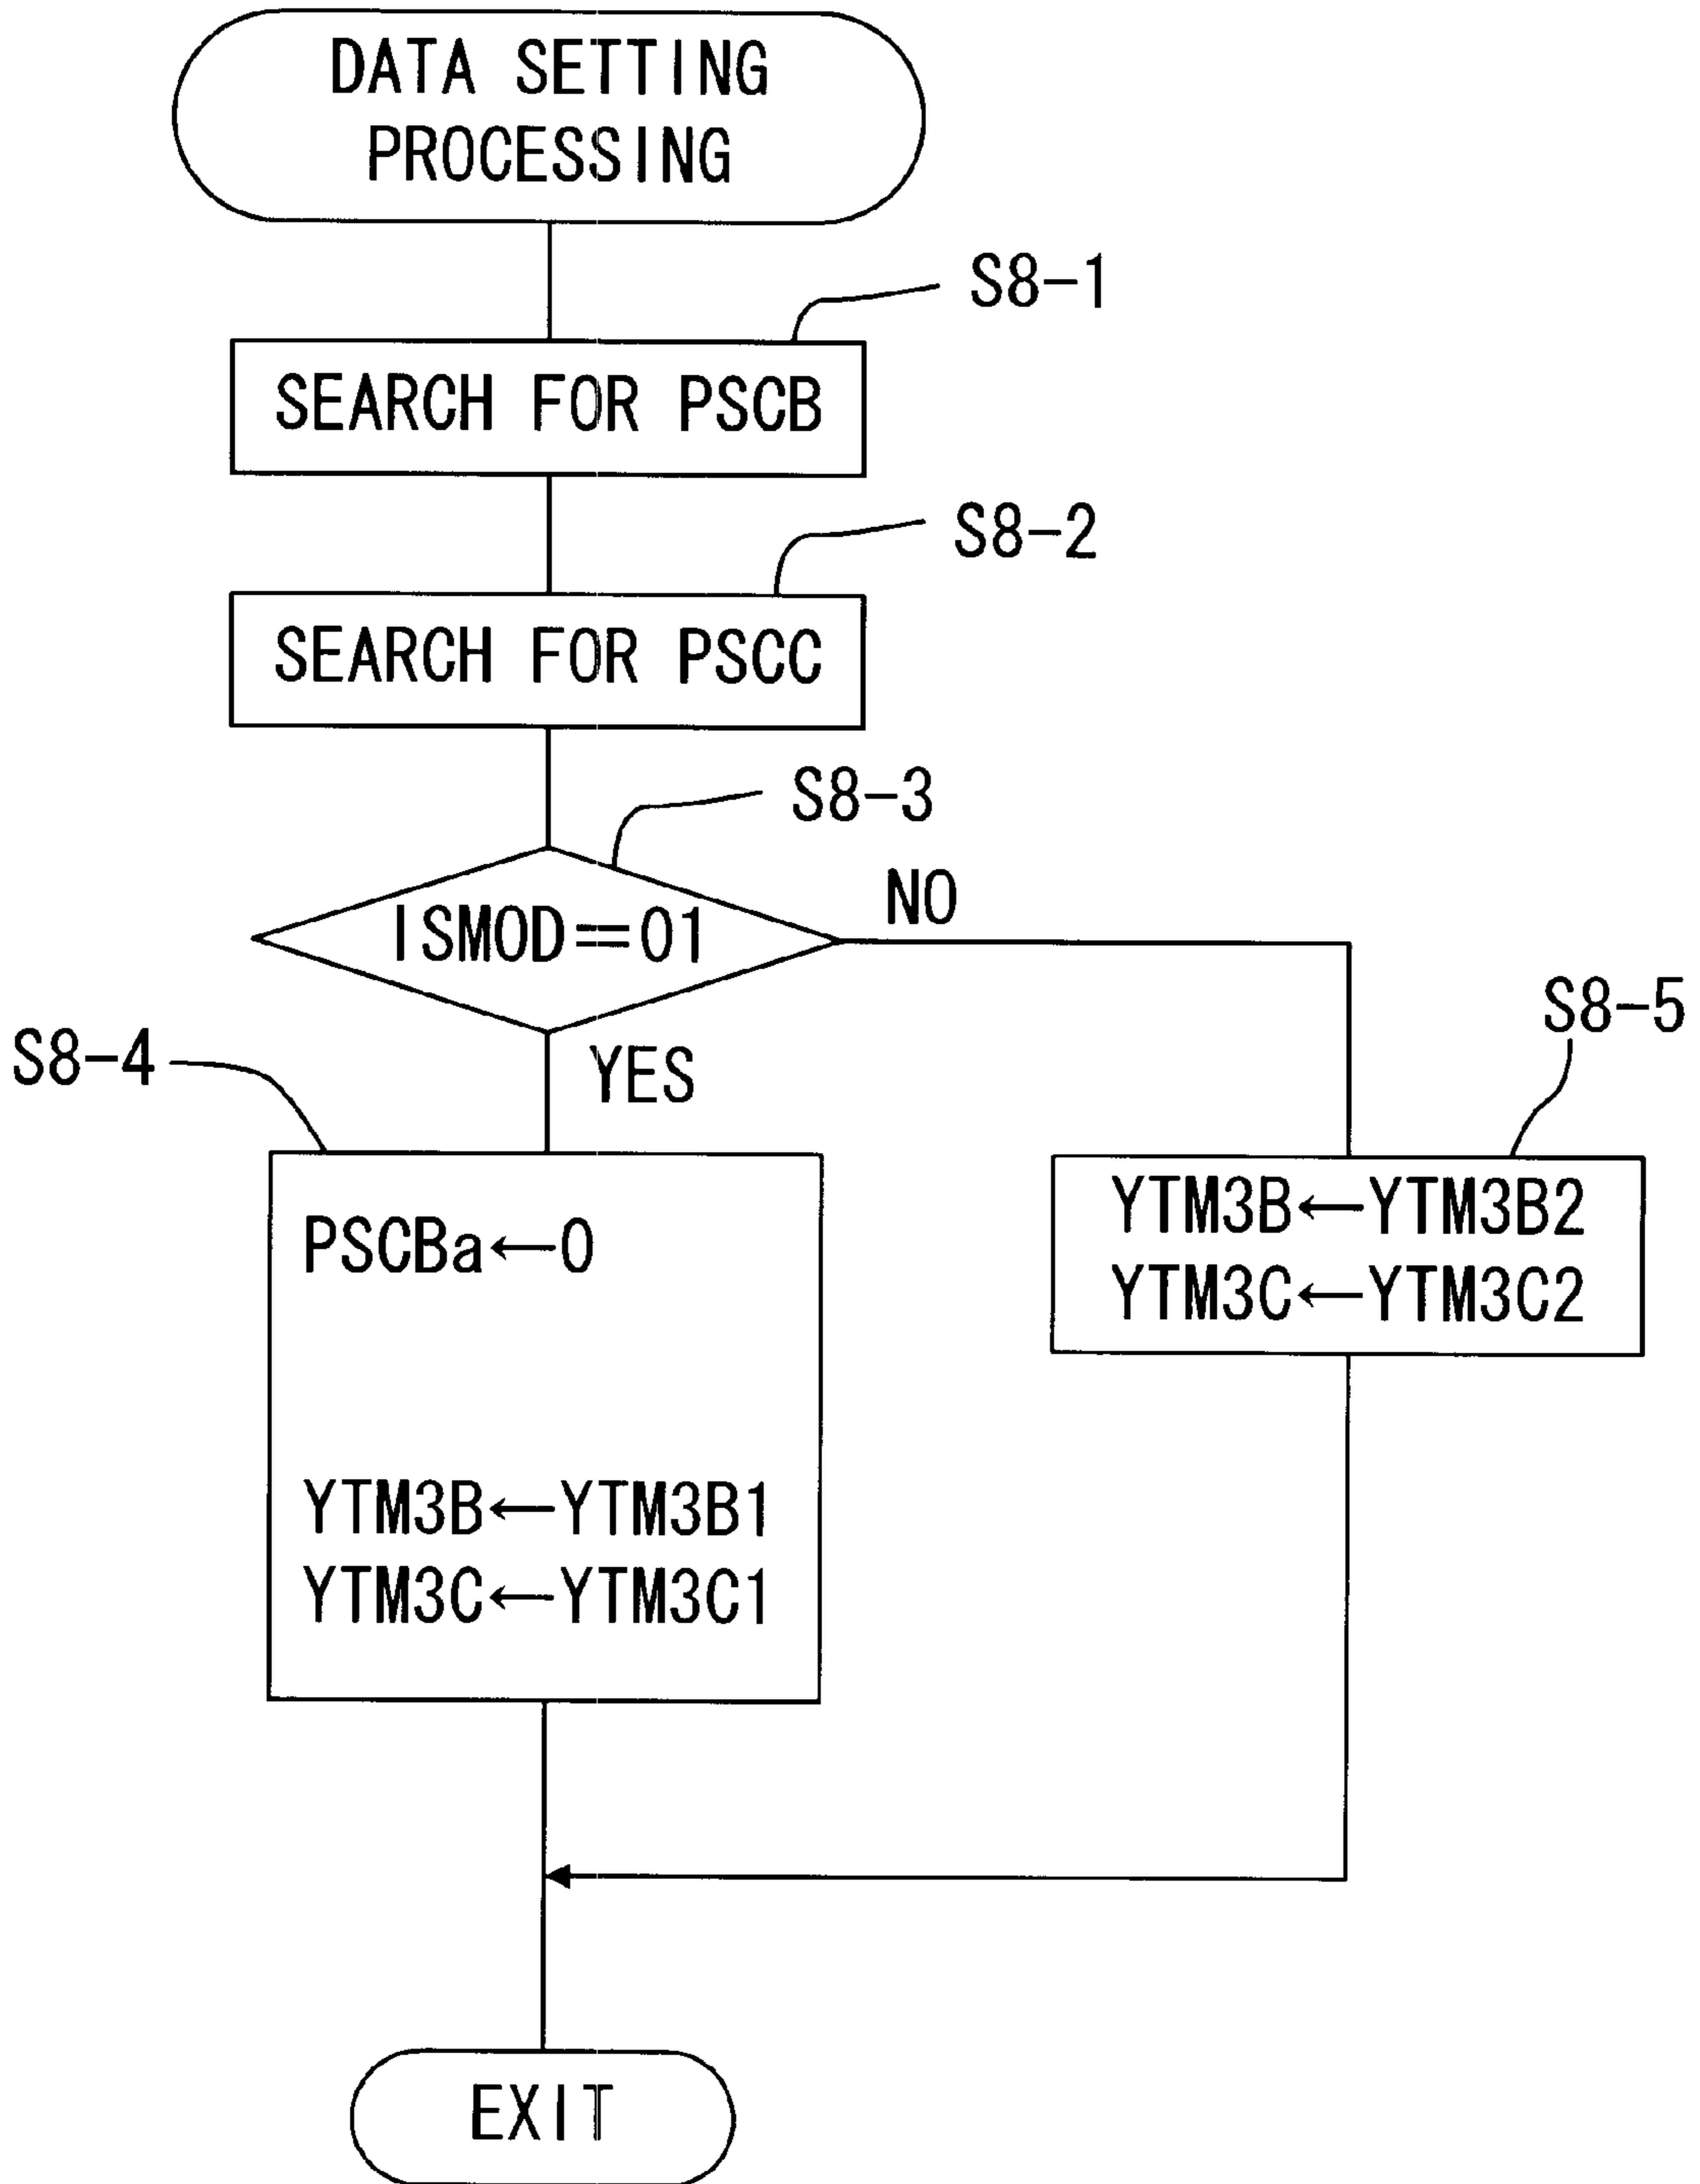 DATA SETTING
PROCESSING
S8-1
SEARCH FOR PSCB
S8-2
SEARCH FOR PSCC
S8-3
ISMOD==01
NO
YES
S8-4
S8-5
PSCBa←0
YTM3B←YTM3B1
YTM3C←YTM3C1
YTM3B←YTM3B2
YTM3C←YTM3C2
EXIT